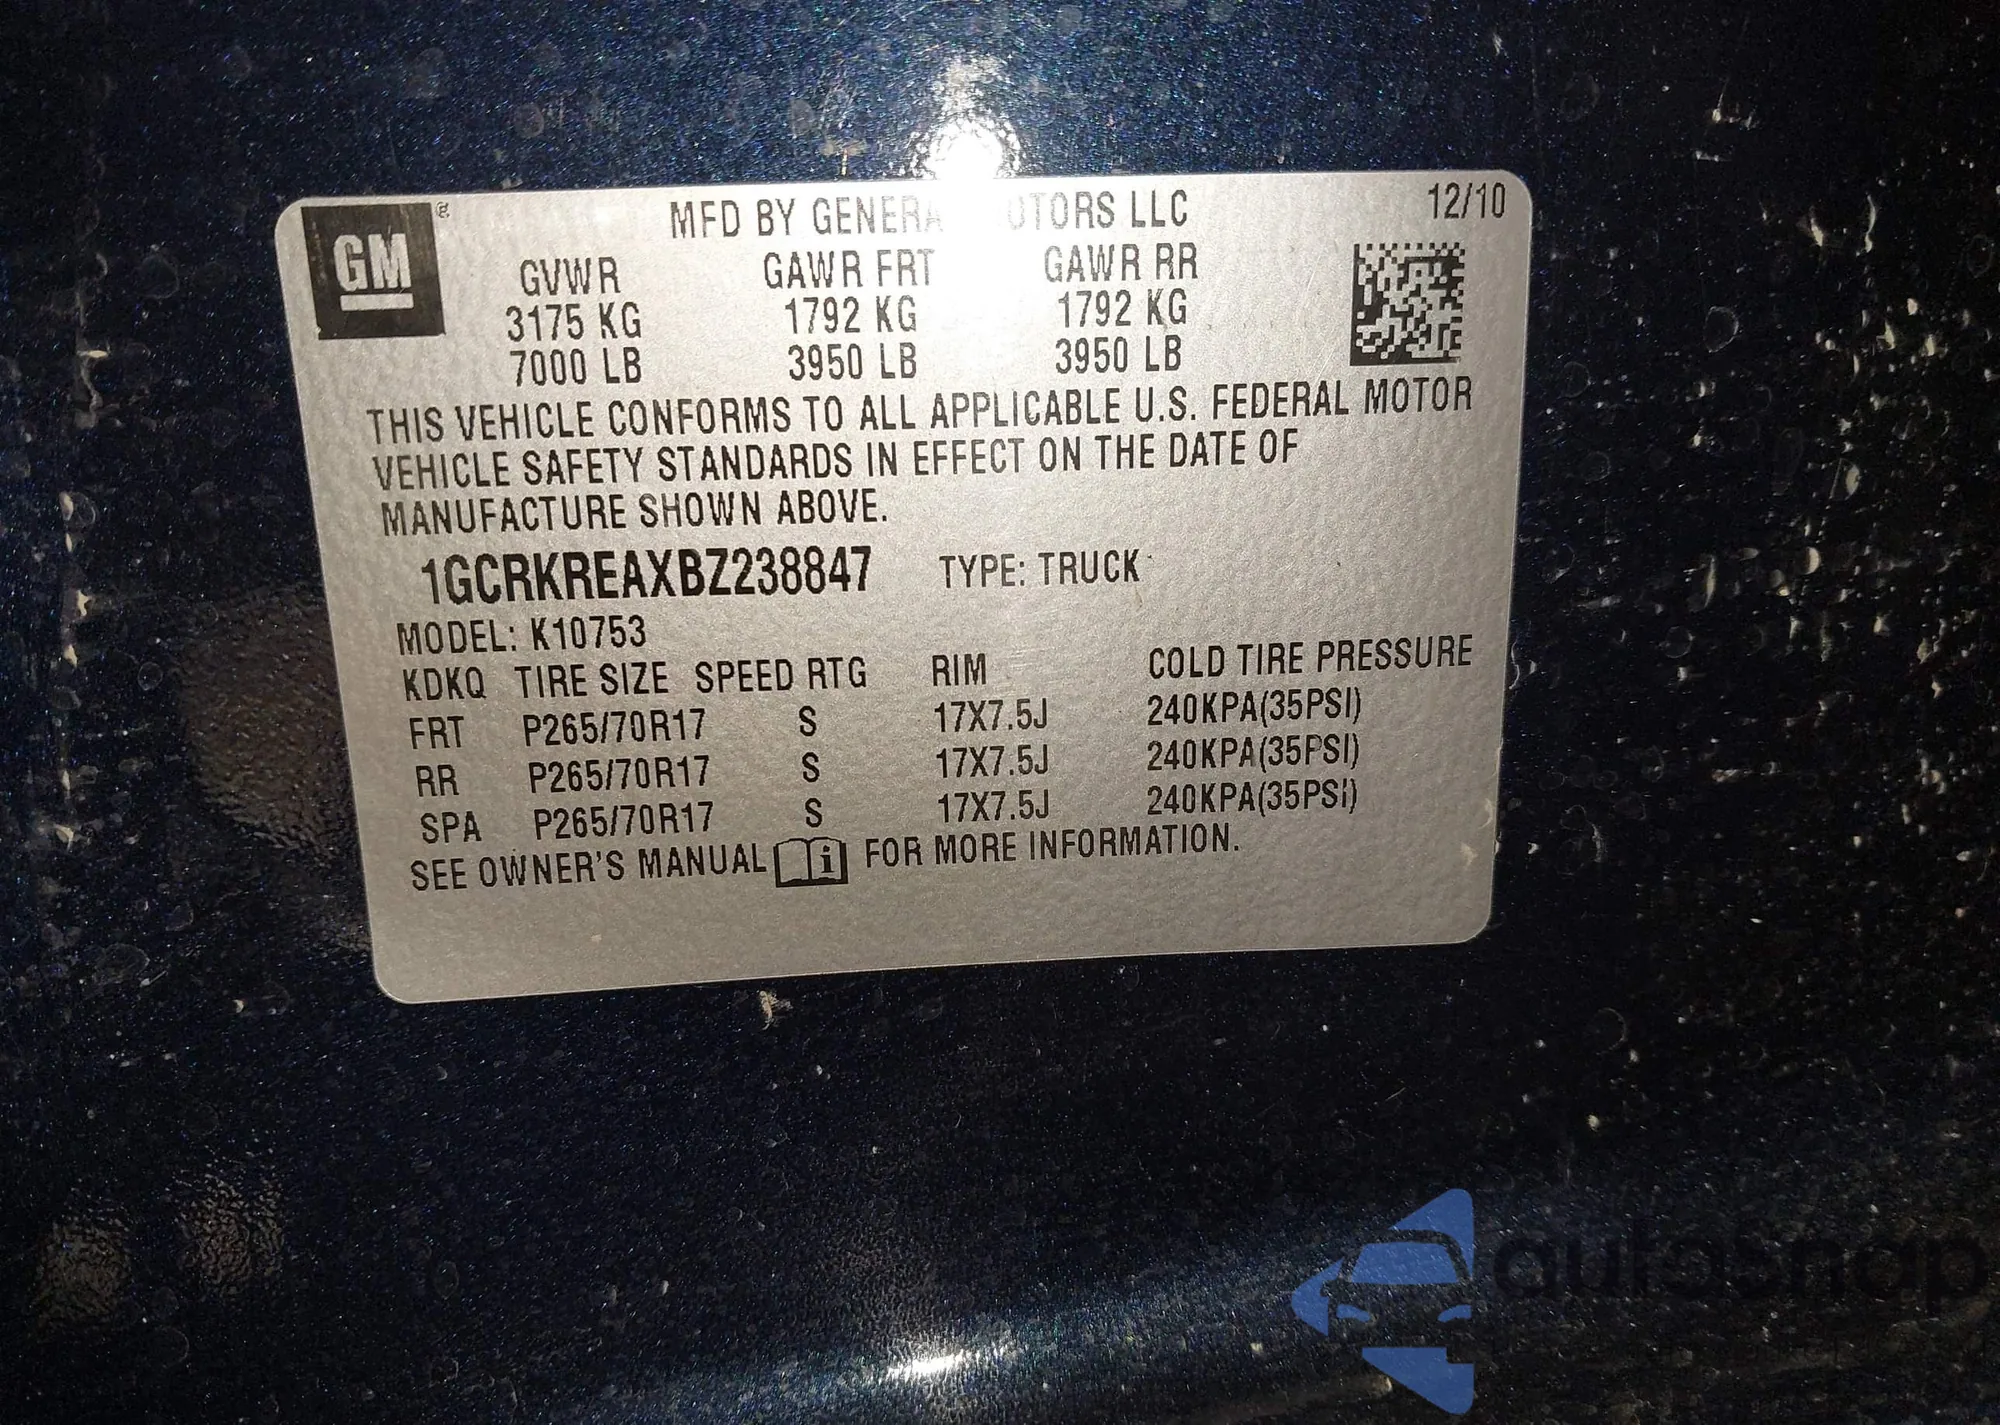 GM
MFD BY GENERA OTORS LLC 12/10
GVWR GAWR FRT GAWR RR
3175 KG 1792 KG 1792 KG
7000 LB 3950 LB 3950 LB
THIS VEHICLE CONFORMS TO ALL APPLICABLE U.S. FEDERAL MOTOR
VEHICLE SAFETY STANDARDS IN EFFECT ON THE DATE OF
MANUFACTURE SHOWN ABOVE.
1GCRKREAXBZ238847 TYPE: TRUCK
MODEL: K10753
KDKQ TIRE SIZE SPEED RTG RIM COLD TIRE PRESSURE
FRT P265/70R17 S 17X7.5J 240KPA(35PSI)
RR P265/70R17 S 17X7.5J 240KPA(35PSI)
SPA P265/70R17 S 17X7.5J 240KPA(35PSI)
SEE OWNER'S MANUAL FOR MORE INFORMATION.
autosnap